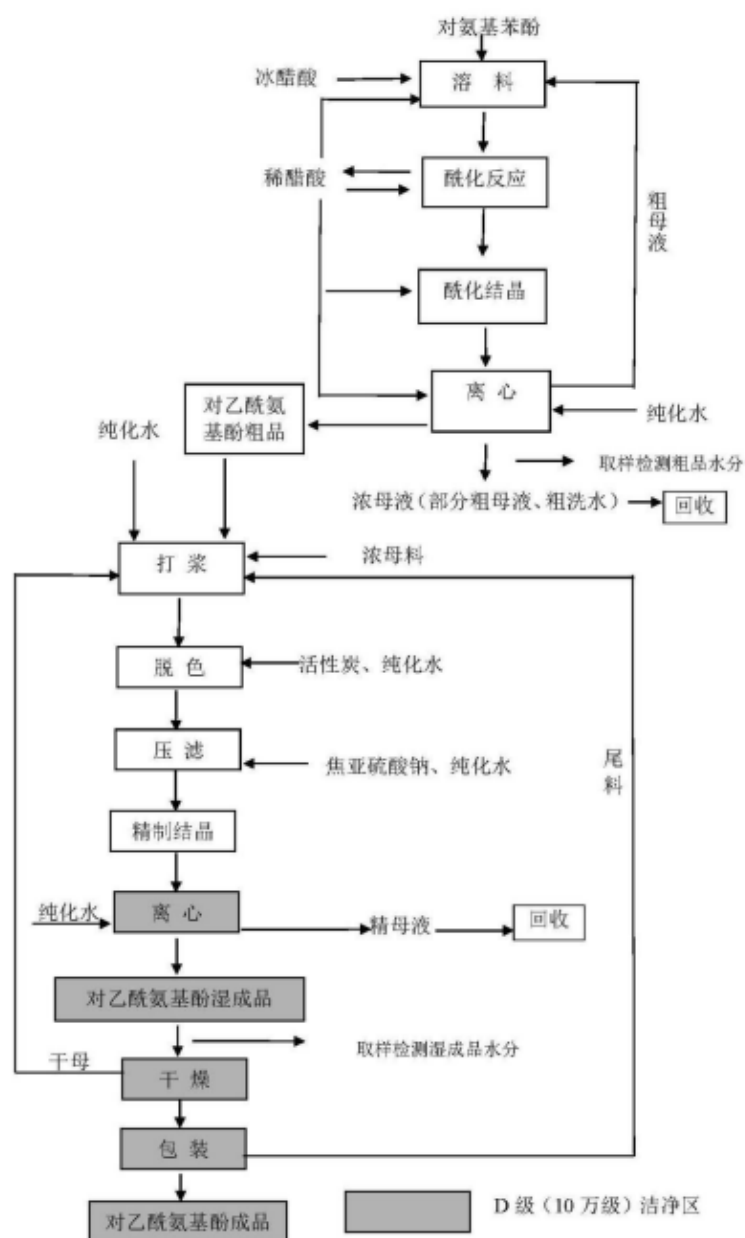 对氨基苯酚
冰醋酸
溶 料
稀醋酸
酰化反应
粗母液
酰化结晶
离 心
纯化水
对乙酰氨
基酚粗品
纯化水
取样检测粗品水分
浓母液（部分粗母液、粗洗水）
回收
打 浆
浓母料
脱 色
活性炭、纯化水
压 滤
焦亚硫酸钠、纯化水
尾料
精制结晶
纯化水
离 心
精母液
回收
对乙酰氨基酚湿成品
取样检测湿成品水分
干母
干 燥
包 装
对乙酰氨基酚成品
D 级（10 万级）洁净区